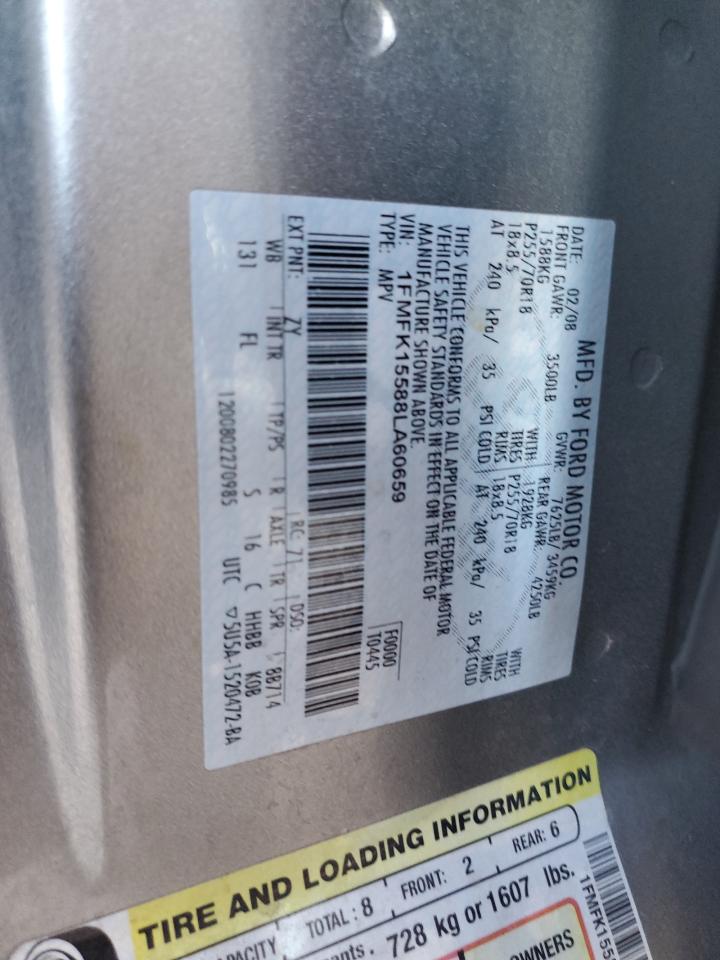 MFD. BY FORD MOTOR CO.
DATE: 02/08 GVWR: 7625LB/ 3459KG
FRONT GAWR: 3500LB REAR GAWR: 4250LB
1588KG WITH 1928KG WITH
P255/70R18 TIRES P255/70R18 TIRES
18x8.5 RIMS 18x8.5 RIMS
AT 240 kPa/ 35 PSI COLD AT 240 kPa/ 35 PSI COLD
THIS VEHICLE CONFORMS TO ALL APPLICABLE FEDERAL MOTOR
VEHICLE SAFETY STANDARDS IN EFFECT ON THE DATE OF
MANUFACTURE SHOWN ABOVE.
VIN: 1FMFK15588LA60659
TYPE: MPV
F0000
T0445
EXT PNT: ZY RC: 71 DSO:
WB INT TR TP/PS R AXLE TR SPR 88714
131 FL S 16 C HHBB K0B
1200802270985 UTC ▽ 5U5A-1520472-BA
TIRE AND LOADING INFORMATION
TOTAL: 8 FRONT: 2 REAR: 6
728 kg or 1607 lbs.
1FMFK155
OWNERS